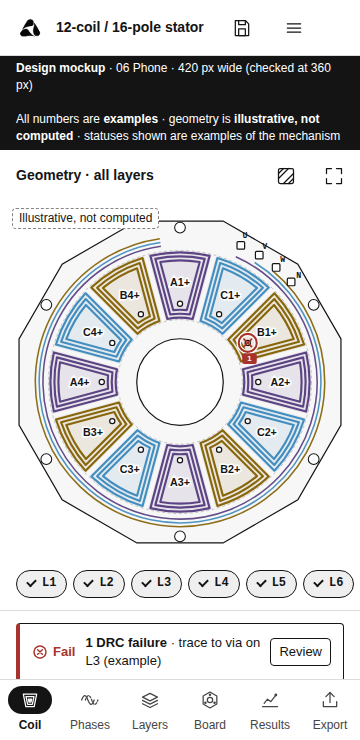 12-coil / 16-pole stator
Design mockup · 06 Phone · 420 px wide (checked at 360
px)
All numbers are examples · geometry is illustrative, not
computed · statuses shown are examples of the mechanism
Geometry · all layers
Illustrative, not computed
U
V
W
N
A1+
B4+
C1+
C4+
B1+
1
A4+
A2+
B3+
C2+
C3+
B2+
A3+
L1 L2 L3 L4 L5 L6
Fail
1 DRC failure · trace to via on
L3 (example)
Review
Coil Phases Layers Board Results Export